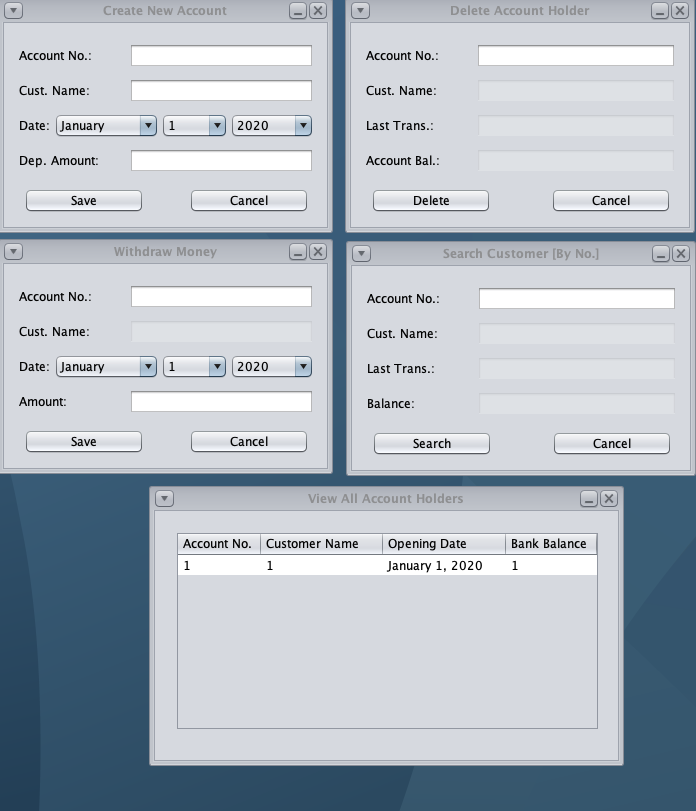 Create New Account
Account No.:
Cust. Name:
Date: January 1 2020
Dep. Amount:
Save Cancel
Delete Account Holder
Account No.:
Cust. Name:
Last Trans.:
Account Bal.:
Delete Cancel
Withdraw Money
Account No.:
Cust. Name:
Date: January 1 2020
Amount:
Save Cancel
Search Customer [By No.]
Account No.:
Cust. Name:
Last Trans.:
Balance:
Search Cancel
View All Account Holders
Account No. Customer Name Opening Date Bank Balance
1 1 January 1, 2020 1